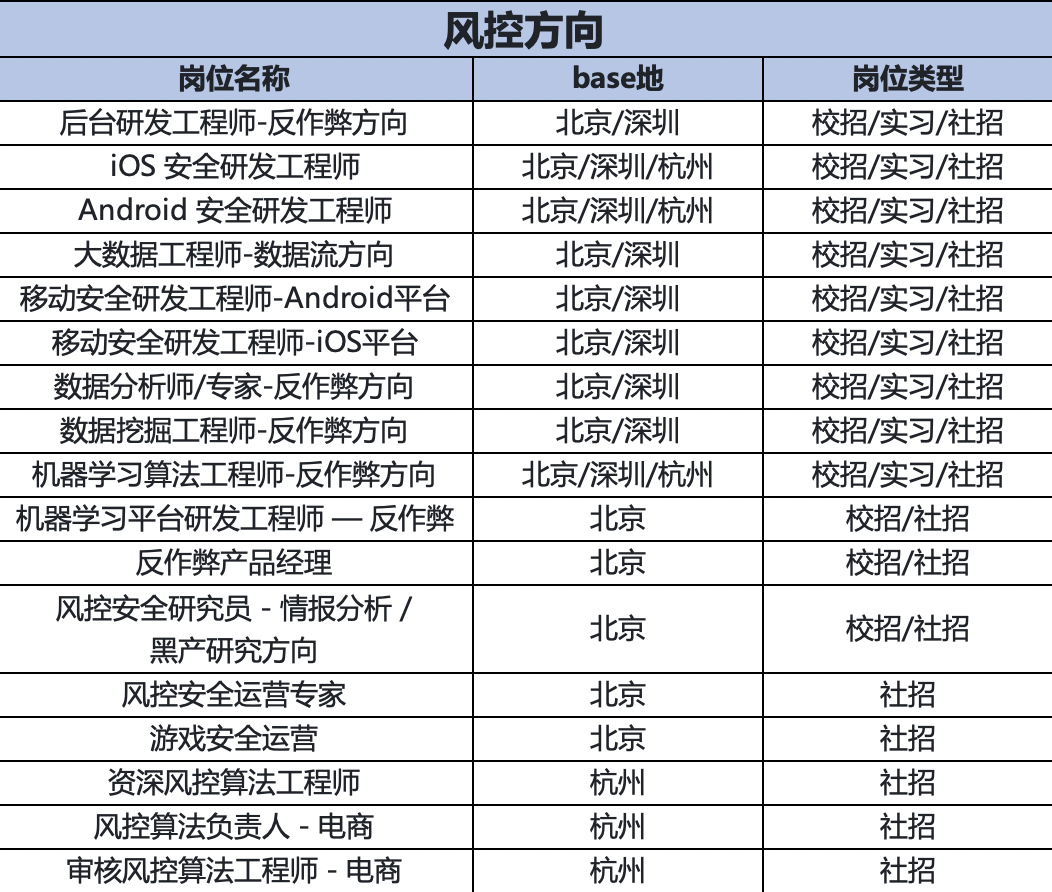 风控方向
岗位名称 base地 岗位类型
后台研发工程师-反作弊方向 北京/深圳 校招/实习/社招
iOS 安全研发工程师 北京/深圳/杭州 校招/实习/社招
Android 安全研发工程师 北京/深圳/杭州 校招/实习/社招
大数据工程师-数据流方向 北京/深圳 校招/实习/社招
移动安全研发工程师-Android平台 北京/深圳 校招/实习/社招
移动安全研发工程师-iOS平台 北京/深圳 校招/实习/社招
数据分析师/专家-反作弊方向 北京/深圳 校招/实习/社招
数据挖掘工程师-反作弊方向 北京/深圳 校招/实习/社招
机器学习算法工程师-反作弊方向 北京/深圳/杭州 校招/实习/社招
机器学习平台研发工程师 — 反作弊 北京 校招/社招
反作弊产品经理 北京 校招/社招
风控安全研究员 - 情报分析 /
黑产研究方向 北京 校招/社招
风控安全运营专家 北京 社招
游戏安全运营 北京 社招
资深风控算法工程师 杭州 社招
风控算法负责人 - 电商 杭州 社招
审核风控算法工程师 - 电商 杭州 社招